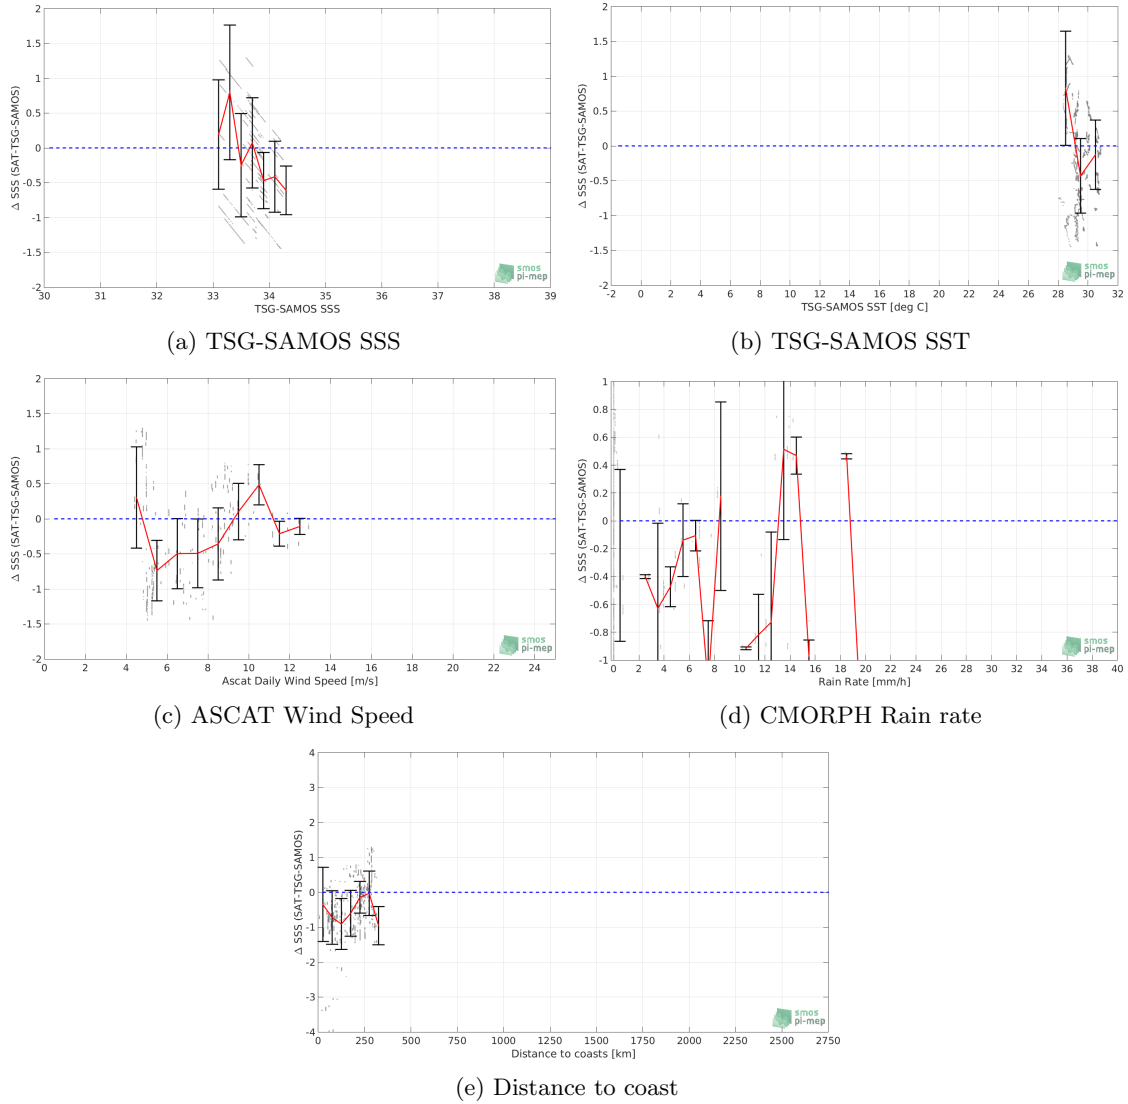 2
1.5
1
0.5
0
-0.5
-1
-1.5
-2
Δ SSS (SAT-TSG-SAMOS)
30 31 32 33 34 35 36 37 38 39
TSG-SAMOS SSS
smos
pi-mep
(a) TSG-SAMOS SSS
2
1.5
1
0.5
0
-0.5
-1
-1.5
-2
Δ SSS (SAT-TSG-SAMOS)
-2 0 2 4 6 8 10 12 14 16 18 20 22 24 26 28 30 32
TSG-SAMOS SST [deg C]
smos
pi-mep
(b) TSG-SAMOS SST
2
1.5
1
0.5
0
-0.5
-1
-1.5
-2
Δ SSS (SAT-TSG-SAMOS)
0 2 4 6 8 10 12 14 16 18 20 22 24
Ascat Daily Wind Speed [m/s]
smos
pi-mep
(c) ASCAT Wind Speed
1
0.8
0.6
0.4
0.2
0
-0.2
-0.4
-0.6
-0.8
-1
Δ SSS (SAT-TSG-SAMOS)
0 2 4 6 8 10 12 14 16 18 20 22 24 26 28 30 32 34 36 38 40
Rain Rate [mm/h]
smos
pi-mep
(d) CMORPH Rain rate
4
3
2
1
0
-1
-2
-3
-4
Δ SSS (SAT-TSG-SAMOS)
0 250 500 750 1000 1250 1500 1750 2000 2250 2500 2750
Distance to coasts [km]
smos
pi-mep
(e) Distance to coast